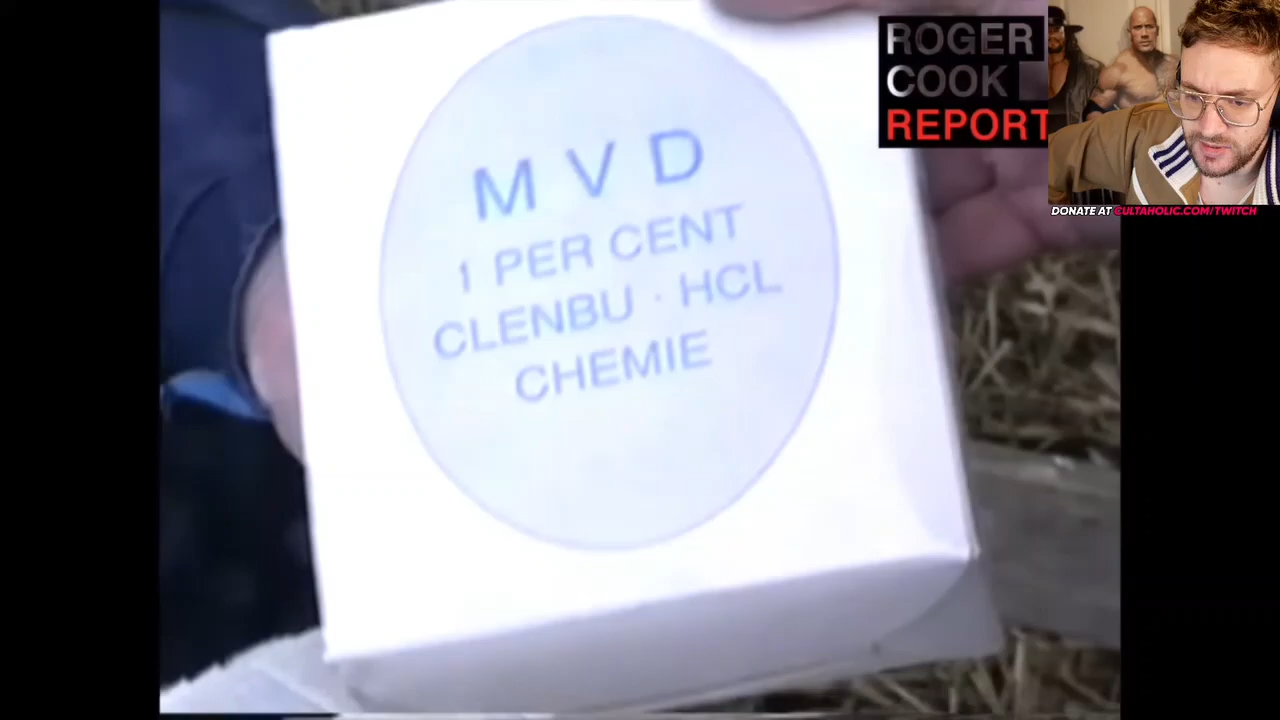 M V D
1 PER CENT
CLENBU · HCL
CHEMIE
ROGER
COOK
REPORT
DONATE AT CULTAHOLIC.COM/TWITCH